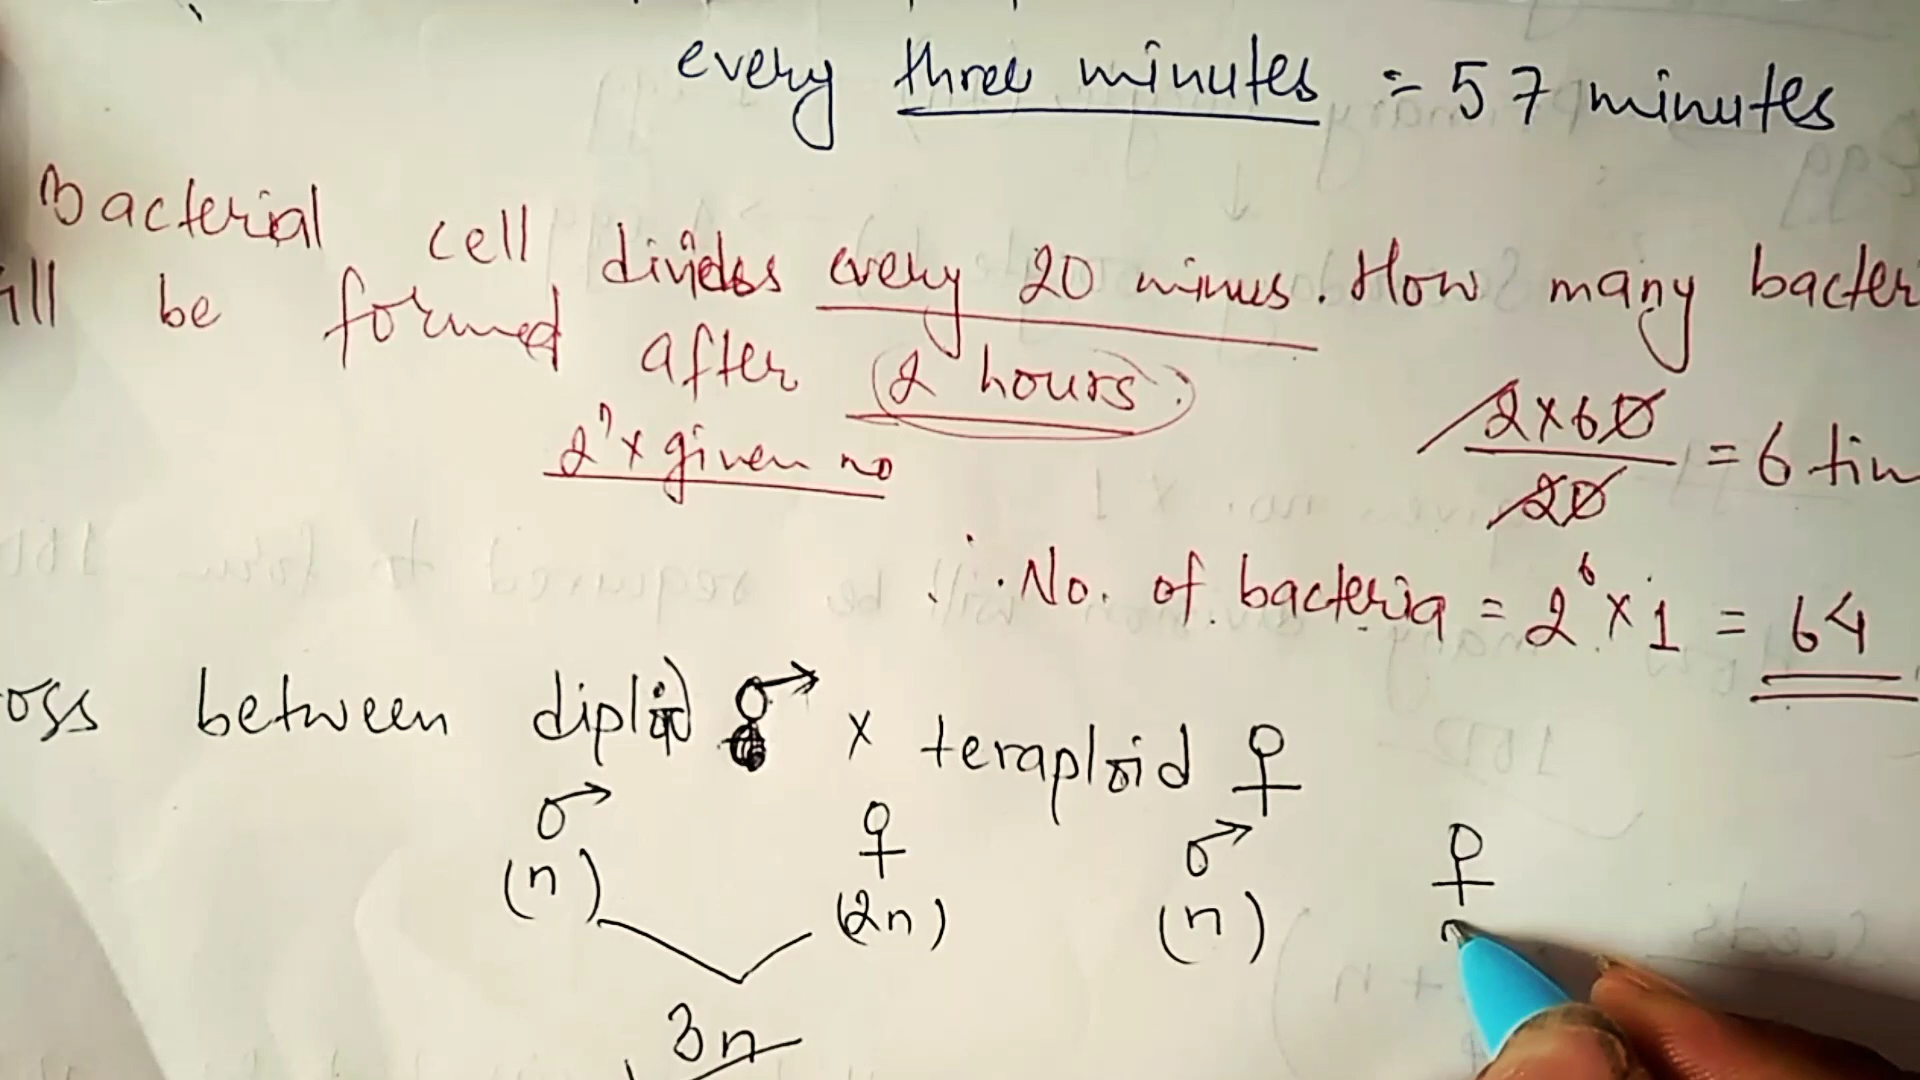 every three minutes = 57 minutes
Bacterial cell divides every 20 minus. How many bacter
ill be formed after 2 hours.
2ⁿ x given no
2x60
20
= 6 tim
∴ No. of bacteria = 2⁶ x 1 = 64
oss between diploid ♂ x teraploid ♀
♂ ♀ ♂ ♀
(n) (2n) (n)
3n